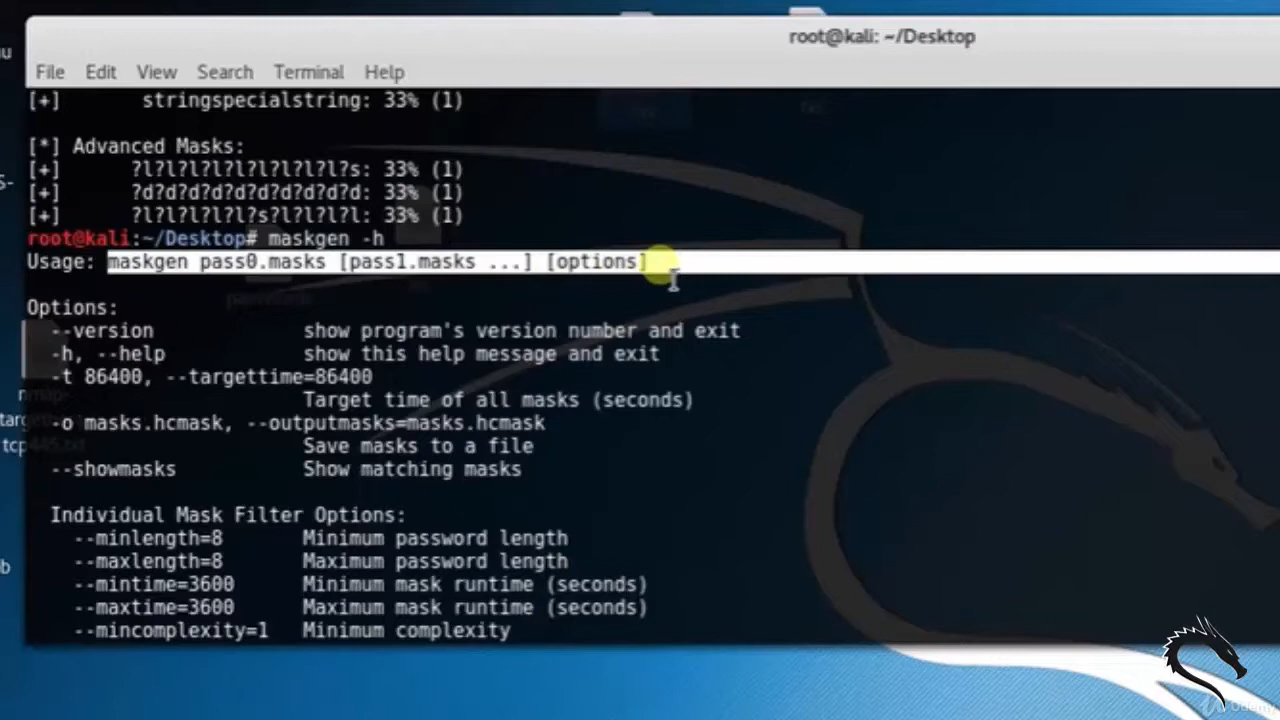 root@kali: ~/Desktop
File Edit View Search Terminal Help
[+] stringspecialstring: 33% (1)
[*] Advanced Masks:
[+] ?l?l?l?l?l?l?l?l?l?s: 33% (1)
[+] ?d?d?d?d?d?d?d?d?d?d: 33% (1)
[+] ?l?l?l?l?l?s?l?l?l?l: 33% (1)
root@kali:~/Desktop# maskgen -h
Usage: maskgen pass0.masks [pass1.masks ...] [options]
Options:
--version show program's version number and exit
-h, --help show this help message and exit
-t 86400, --targettime=86400
Target time of all masks (seconds)
-o masks.hcmask, --outputmasks=masks.hcmask
Save masks to a file
--showmasks Show matching masks
Individual Mask Filter Options:
--minlength=8 Minimum password length
--maxlength=8 Maximum password length
--mintime=3600 Minimum mask runtime (seconds)
--maxtime=3600 Maximum mask runtime (seconds)
--mincomplexity=1 Minimum complexity
Udemy